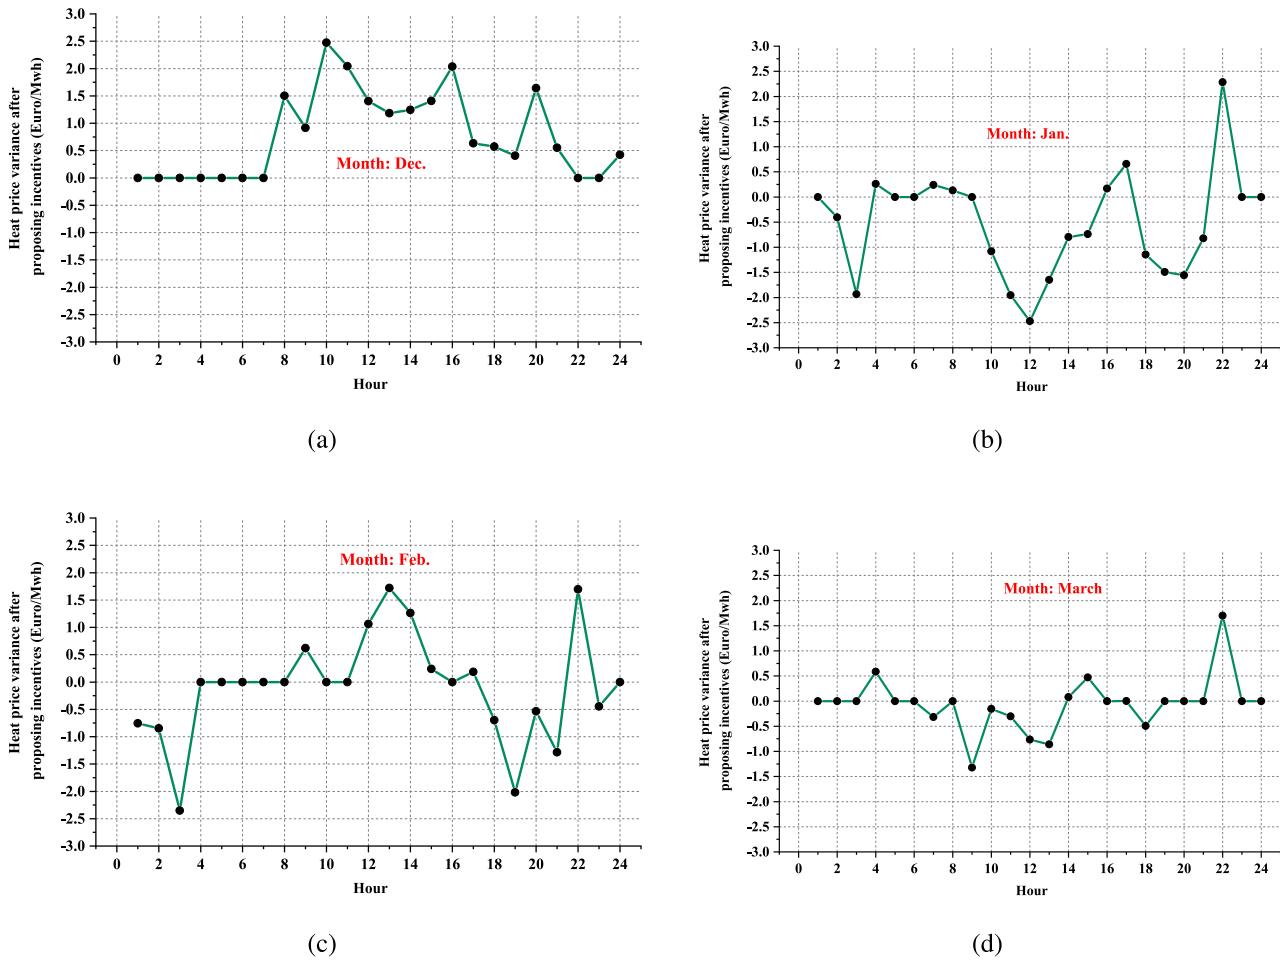 3.0
2.5
2.0
1.5
1.0
0.5
0.0
-0.5
-1.0
-1.5
-2.0
-2.5
-3.0
Heat price variance after
proposing incentives (Euro/Mwh)
Month: Dec.
0 2 4 6 8 10 12 14 16 18 20 22 24
Hour
(a)
3.0
2.5
2.0
1.5
1.0
0.5
0.0
-0.5
-1.0
-1.5
-2.0
-2.5
-3.0
Heat price variance after
proposing incentives (Euro/Mwh)
Month: Jan.
0 2 4 6 8 10 12 14 16 18 20 22 24
Hour
(b)
3.0
2.5
2.0
1.5
1.0
0.5
0.0
-0.5
-1.0
-1.5
-2.0
-2.5
-3.0
Heat price variance after
proposing incentives (Euro/Mwh)
Month: Feb.
0 2 4 6 8 10 12 14 16 18 20 22 24
Hour
(c)
3.0
2.5
2.0
1.5
1.0
0.5
0.0
-0.5
-1.0
-1.5
-2.0
-2.5
-3.0
Heat price variance after
proposing incentives (Euro/Mwh)
Month: March
0 2 4 6 8 10 12 14 16 18 20 22 24
Hour
(d)